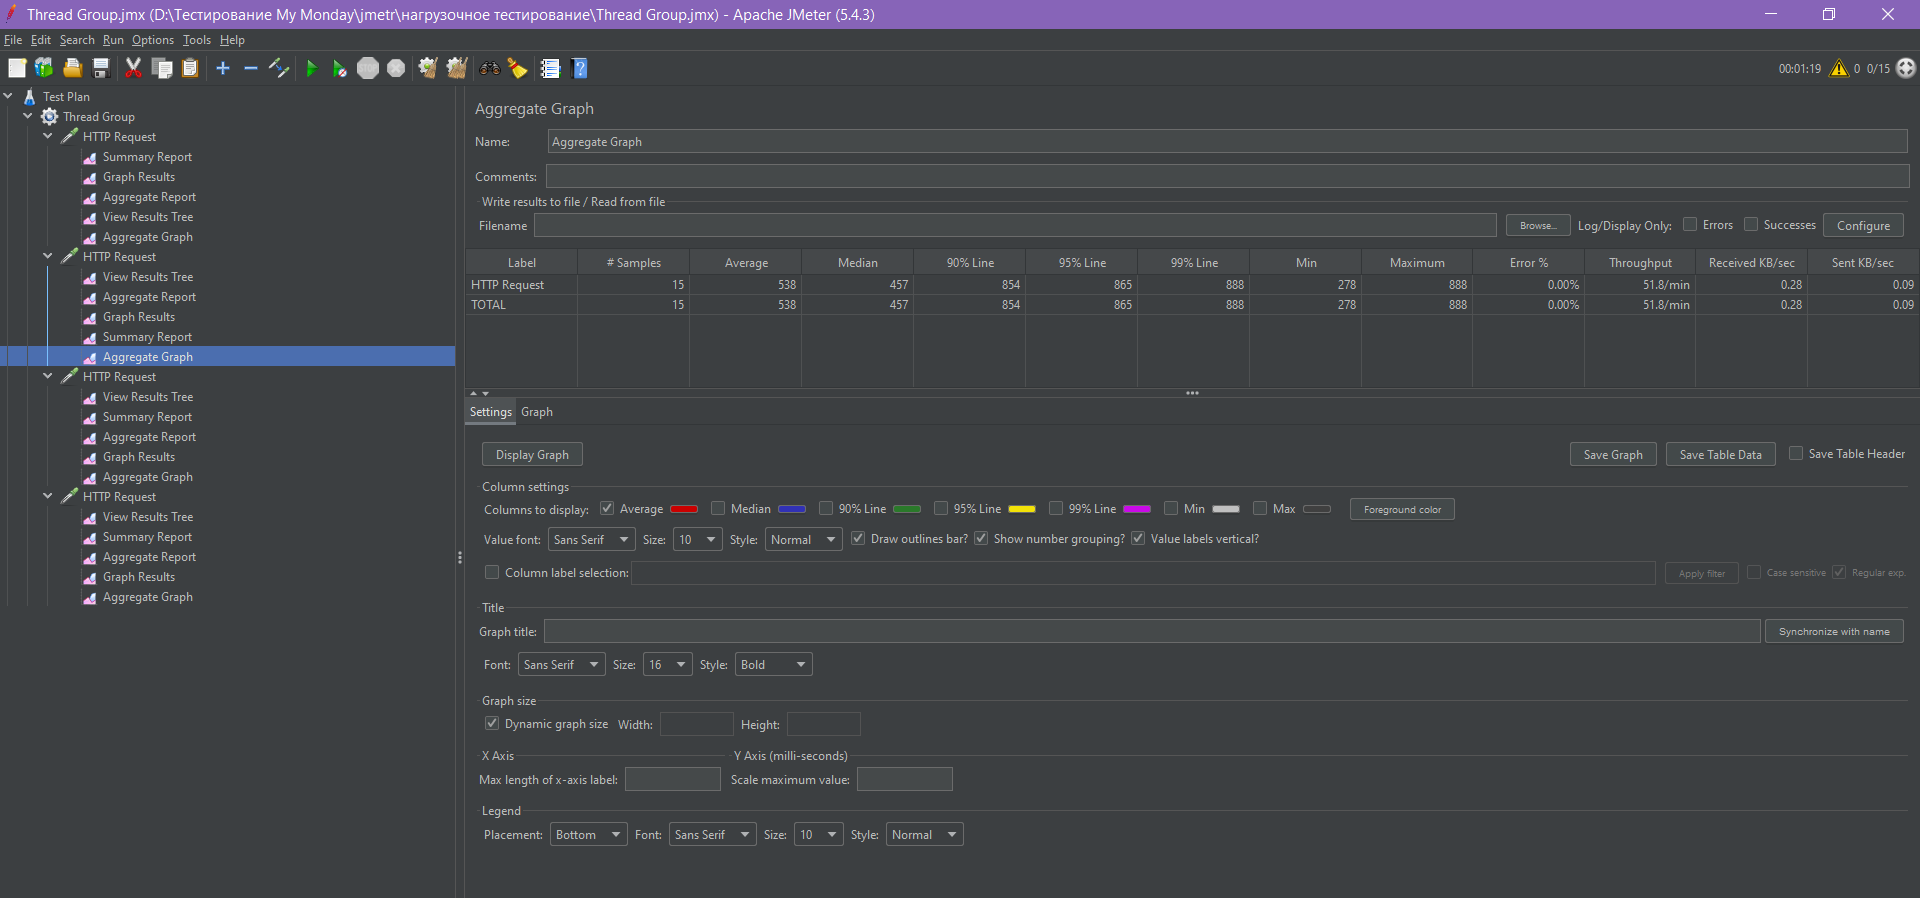 Thread Group.jmx (D:\Тестирование My Monday\jmetr\нагрузочное тестирование\Thread Group.jmx) - Apache JMeter (5.4.3)
File Edit Search Run Options Tools Help
00:01:19 0 0/15
Test Plan
Thread Group
HTTP Request
Summary Report
Graph Results
Aggregate Report
View Results Tree
Aggregate Graph
HTTP Request
View Results Tree
Aggregate Report
Graph Results
Summary Report
Aggregate Graph
HTTP Request
View Results Tree
Summary Report
Aggregate Report
Graph Results
Aggregate Graph
HTTP Request
View Results Tree
Summary Report
Aggregate Report
Graph Results
Aggregate Graph
Aggregate Graph
Name: Aggregate Graph
Comments:
Write results to file / Read from file
Filename Browse... Log/Display Only: Errors Successes Configure
Label # Samples Average Median 90% Line 95% Line 99% Line Min Maximum Error % Throughput Received KB/sec Sent KB/sec
HTTP Request 15 538 457 854 865 888 278 888 0.00% 51.8/min 0.28 0.09
TOTAL 15 538 457 854 865 888 278 888 0.00% 51.8/min 0.28 0.09
Settings Graph
Display Graph Save Graph Save Table Data Save Table Header
Column settings
Columns to display: Average Median 90% Line 95% Line 99% Line Min Max Foreground color
Value font: Sans Serif Size: 10 Style: Normal Draw outlines bar? Show number grouping? Value labels vertical?
Column label selection: Apply filter Case sensitive Regular exp.
Title
Graph title: Synchronize with name
Font: Sans Serif Size: 16 Style: Bold
Graph size
Dynamic graph size Width: Height:
X Axis Y Axis (milli-seconds)
Max length of x-axis label: Scale maximum value:
Legend
Placement: Bottom Font: Sans Serif Size: 10 Style: Normal